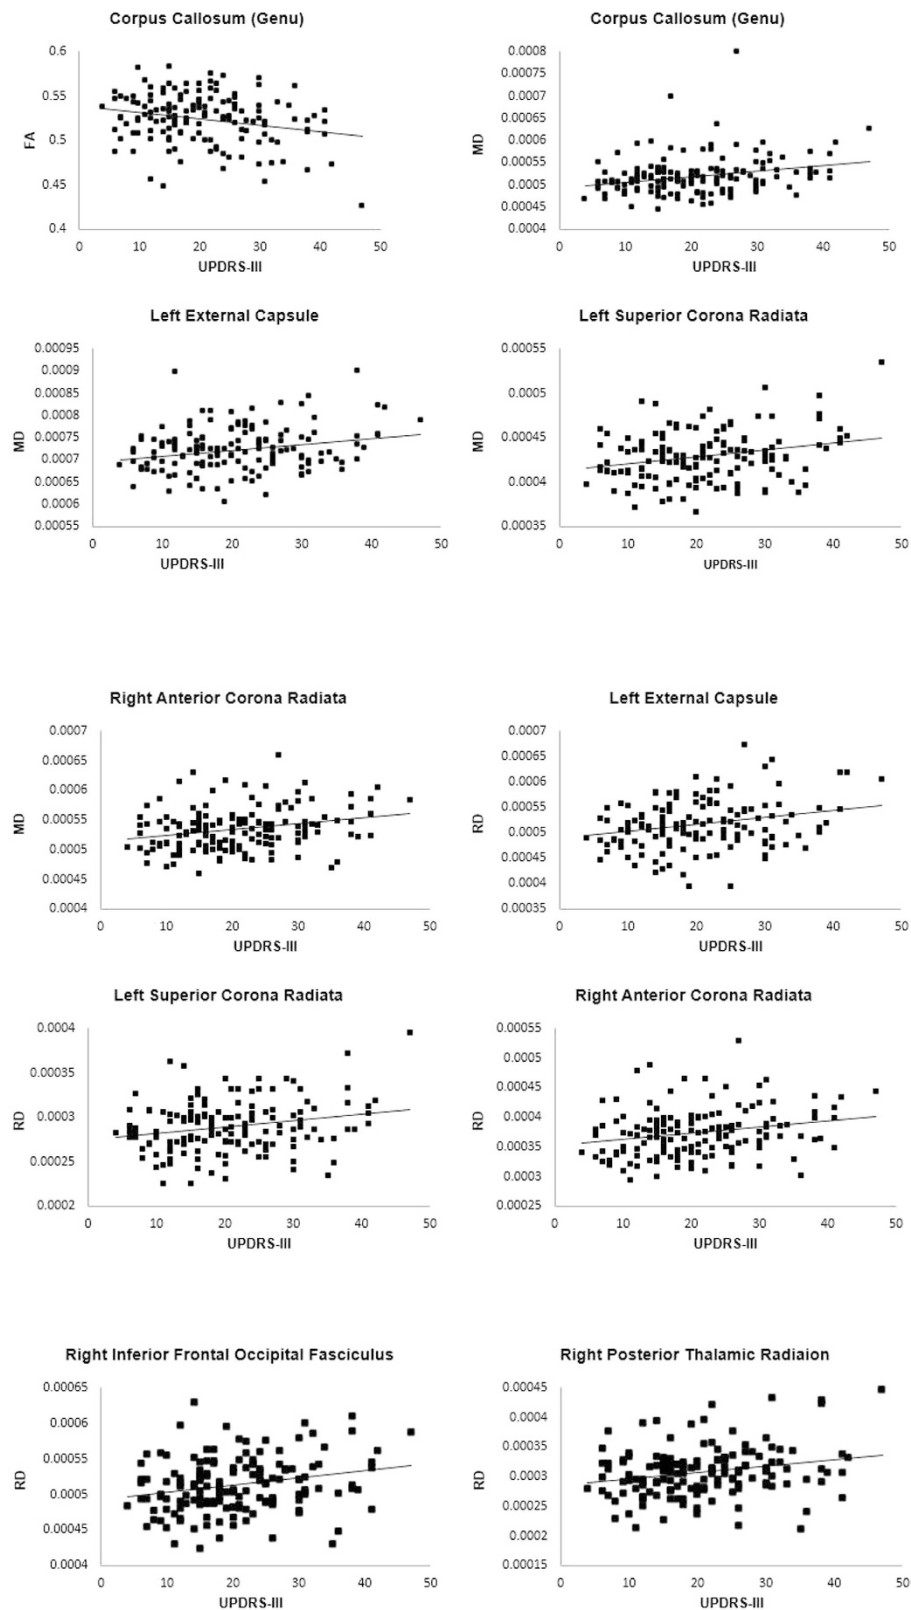 Corpus Callosum (Genu)
0.6
0.55
0.5
0.45
0.4
FA
0 10 20 30 40 50
UPDRS-III
Corpus Callosum (Genu)
0.0008
0.00075
0.0007
0.00065
0.0006
0.00055
0.0005
0.00045
0.0004
MD
0 10 20 30 40 50
UPDRS-III
Left External Capsule
0.00095
0.0009
0.00085
0.0008
0.00075
0.0007
0.00065
0.0006
0.00055
MD
0 10 20 30 40 50
UPDRS-III
Left Superior Corona Radiata
0.00055
0.0005
0.00045
0.0004
0.00035
MD
0 10 20 30 40 50
UPDRS-III
Right Anterior Corona Radiata
0.0007
0.00065
0.0006
0.00055
0.0005
0.00045
0.0004
MD
0 10 20 30 40 50
UPDRS-III
Left External Capsule
0.0007
0.00065
0.0006
0.00055
0.0005
0.00045
0.0004
0.00035
RD
0 10 20 30 40 50
UPDRS-III
Left Superior Corona Radiata
0.0004
0.00035
0.0003
0.00025
0.0002
RD
0 10 20 30 40 50
UPDRS-III
Right Anterior Corona Radiata
0.00055
0.0005
0.00045
0.0004
0.00035
0.0003
0.00025
RD
0 10 20 30 40 50
UPDRS-III
Right Inferior Frontal Occipital Fasciculus
0.00065
0.0006
0.00055
0.0005
0.00045
0.0004
RD
0 10 20 30 40 50
UPDRS-III
Right Posterior Thalamic Radiaion
0.00045
0.0004
0.00035
0.0003
0.00025
0.0002
0.00015
RD
0 10 20 30 40 50
UPDRS-III